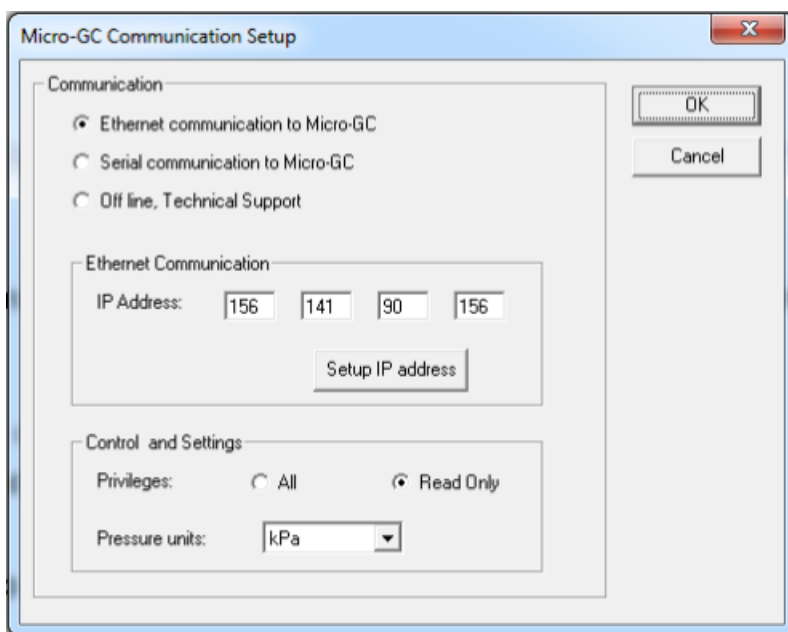 Micro-GC Communication Setup
Communication
Ethernet communication to Micro-GC
Serial communication to Micro-GC
Off line, Technical Support
OK
Cancel
Ethernet Communication
IP Address: 156 141 90 156
Setup IP address
Control and Settings
Privileges: All Read Only
Pressure units: kPa